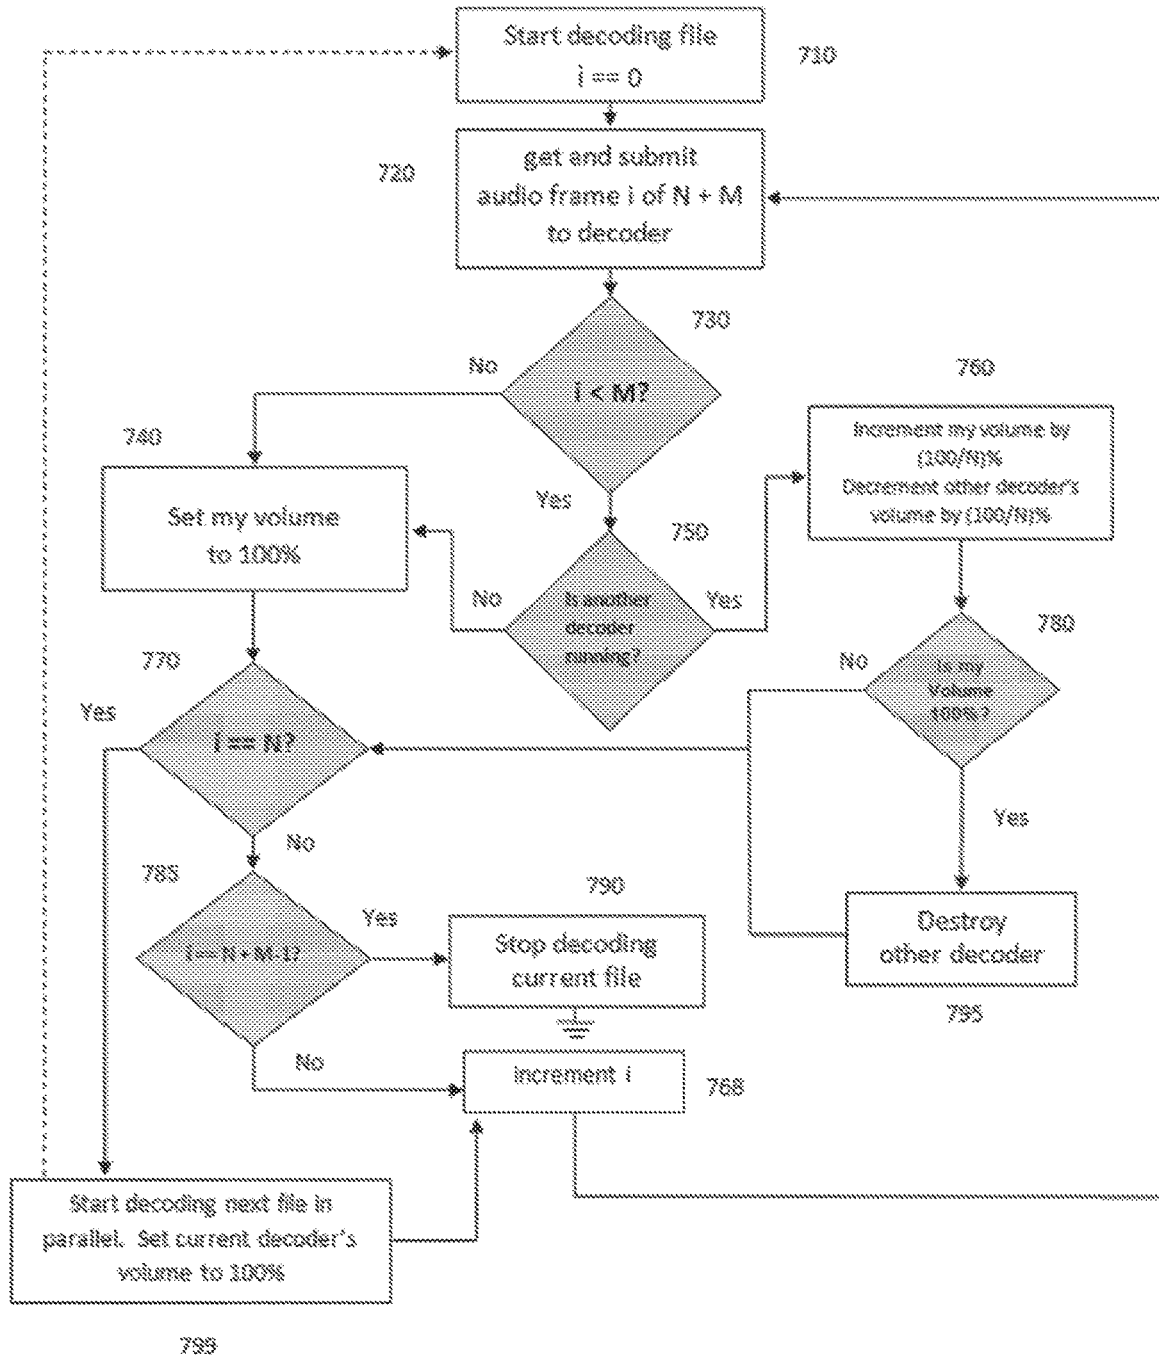 Start decoding file
i == 0
710
get and submit
audio frame i of N + M
to decoder
720
730
i < M?
No
Yes
740
Set my volume
to 100%
750
Is another
decoder
running?
No
Yes
760
Increment my volume by
(100/N)%
Decrement other decoder's
volume by (100/N)%
780
Is my
Volume
100%?
No
Yes
770
i == N?
Yes
No
785
i == N + M-1?
Yes
No
790
Stop decoding
current file
Destroy
other decoder
795
Increment i
768
Start decoding next file in
parallel. Set current decoder's
volume to 100%
799